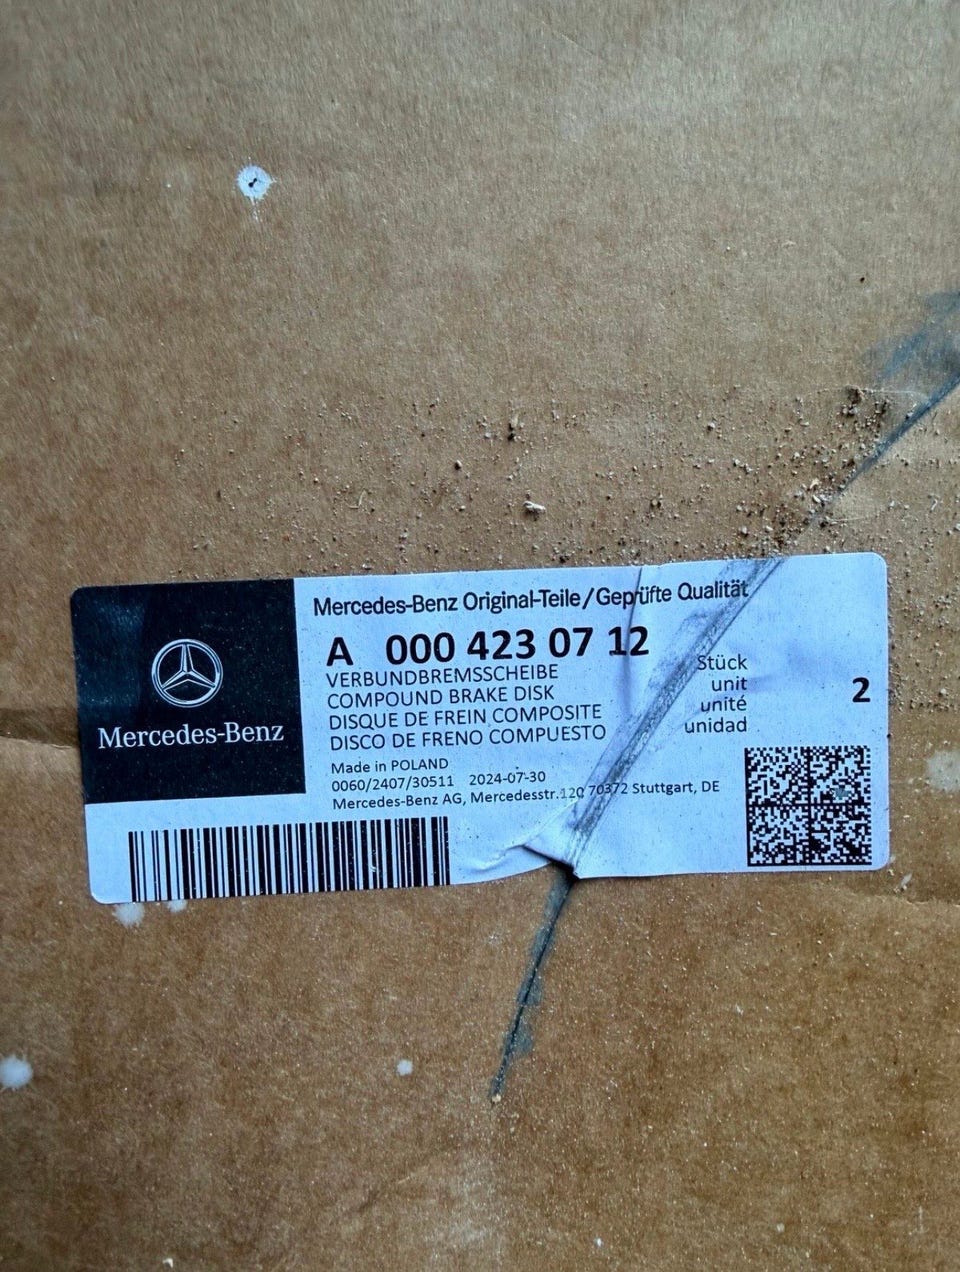 Mercedes-Benz
Mercedes-Benz Original-Teile/Geprüfte Qualität
A 000 423 07 12
VERBUNDBREMSSCHEIBE
COMPOUND BRAKE DISK
DISQUE DE FREIN COMPOSITE
DISCO DE FRENO COMPUESTO
Made in POLAND
0060/2407/30511 2024-07-30
Mercedes-Benz AG, Mercedesstr.120 70372 Stuttgart, DE
Stück
unit
unité
unidad
2